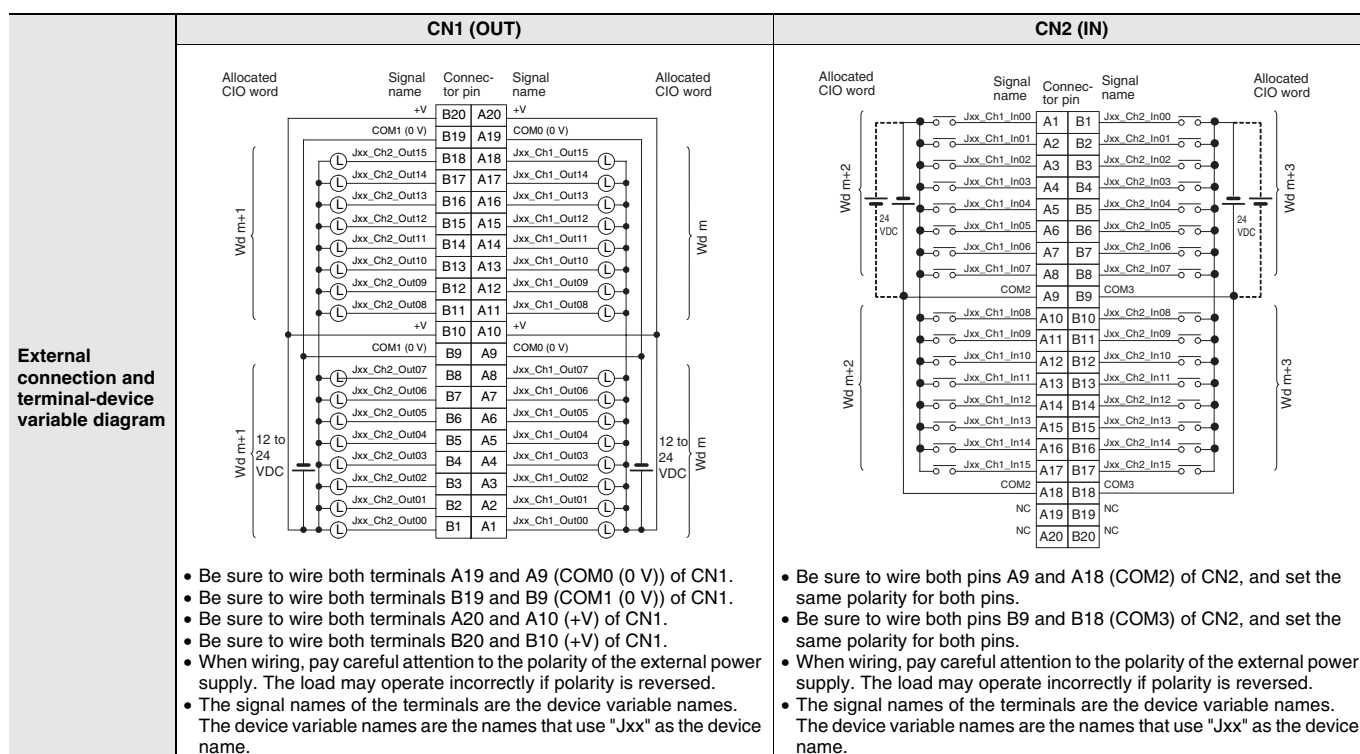 CN1 (OUT)
CN2 (IN)
External
connection and
terminal-device
variable diagram
Allocated
CIO word
Signal
name
Connec-
tor pin
Signal
name
Allocated
CIO word
+V B20 A20 +V
COM1 (0 V) B19 A19 COM0 (0 V)
Jxx_Ch2_Out15 B18 A18 Jxx_Ch1_Out15
L Jxx_Ch2_Out14 B17 A17 Jxx_Ch1_Out14 L
L Jxx_Ch2_Out13 B16 A16 Jxx_Ch1_Out13 L
L Jxx_Ch2_Out12 B15 A15 Jxx_Ch1_Out12 L
L Jxx_Ch2_Out11 B14 A14 Jxx_Ch1_Out11 L
L Jxx_Ch2_Out10 B13 A13 Jxx_Ch1_Out10 L
L Jxx_Ch2_Out09 B12 A12 Jxx_Ch1_Out09 L
L Jxx_Ch2_Out08 B11 A11 Jxx_Ch1_Out08 L
Wd m+1
Wd m
+V B10 A10 +V
COM1 (0 V) B9 A9 COM0 (0 V)
L Jxx_Ch2_Out07 B8 A8 Jxx_Ch1_Out07 L
L Jxx_Ch2_Out06 B7 A7 Jxx_Ch1_Out06 L
L Jxx_Ch2_Out05 B6 A6 Jxx_Ch1_Out05 L
L Jxx_Ch2_Out04 B5 A5 Jxx_Ch1_Out04 L
L Jxx_Ch2_Out03 B4 A4 Jxx_Ch1_Out03 L
L Jxx_Ch2_Out02 B3 A3 Jxx_Ch1_Out02 L
L Jxx_Ch2_Out01 B2 A2 Jxx_Ch1_Out01 L
L Jxx_Ch2_Out00 B1 A1 Jxx_Ch1_Out00 L
Wd m+1
12 to
24
VDC
12 to
24
VDC
Wd m
• Be sure to wire both terminals A19 and A9 (COM0 (0 V)) of CN1.
• Be sure to wire both terminals B19 and B9 (COM1 (0 V)) of CN1.
• Be sure to wire both terminals A20 and A10 (+V) of CN1.
• Be sure to wire both terminals B20 and B10 (+V) of CN1.
• When wiring, pay careful attention to the polarity of the external power
supply. The load may operate incorrectly if polarity is reversed.
• The signal names of the terminals are the device variable names.
The device variable names are the names that use "Jxx" as the device
name.
Allocated
CIO word
Signal
name
Connec-
tor pin
Signal
name
Allocated
CIO word
Jxx_Ch1_In00 A1 B1 Jxx_Ch2_In00
Jxx_Ch1_In01 A2 B2 Jxx_Ch2_In01
Jxx_Ch1_In02 A3 B3 Jxx_Ch2_In02
Jxx_Ch1_In03 A4 B4 Jxx_Ch2_In03
Jxx_Ch1_In04 A5 B5 Jxx_Ch2_In04
Jxx_Ch1_In05 A6 B6 Jxx_Ch2_In05
Jxx_Ch1_In06 A7 B7 Jxx_Ch2_In06
Jxx_Ch1_In07 A8 B8 Jxx_Ch2_In07
Wd m+2
24
VDC
24
VDC
Wd m+3
COM2 A9 B9 COM3
Jxx_Ch1_In08 A10 B10 Jxx_Ch2_In08
Jxx_Ch1_In09 A11 B11 Jxx_Ch2_In09
Jxx_Ch1_In10 A12 B12 Jxx_Ch2_In10
Jxx_Ch1_In11 A13 B13 Jxx_Ch2_In11
Jxx_Ch1_In12 A14 B14 Jxx_Ch2_In12
Jxx_Ch1_In13 A15 B15 Jxx_Ch2_In13
Jxx_Ch1_In14 A16 B16 Jxx_Ch2_In14
Jxx_Ch1_In15 A17 B17 Jxx_Ch2_In15
Wd m+2
Wd m+3
COM2 A18 B18 COM3
NC A19 B19 NC
NC A20 B20 NC
• Be sure to wire both pins A9 and A18 (COM2) of CN2, and set the
same polarity for both pins.
• Be sure to wire both pins B9 and B18 (COM3) of CN2, and set the
same polarity for both pins.
• When wiring, pay careful attention to the polarity of the external power
supply. The load may operate incorrectly if polarity is reversed.
• The signal names of the terminals are the device variable names.
The device variable names are the names that use "Jxx" as the device
name.